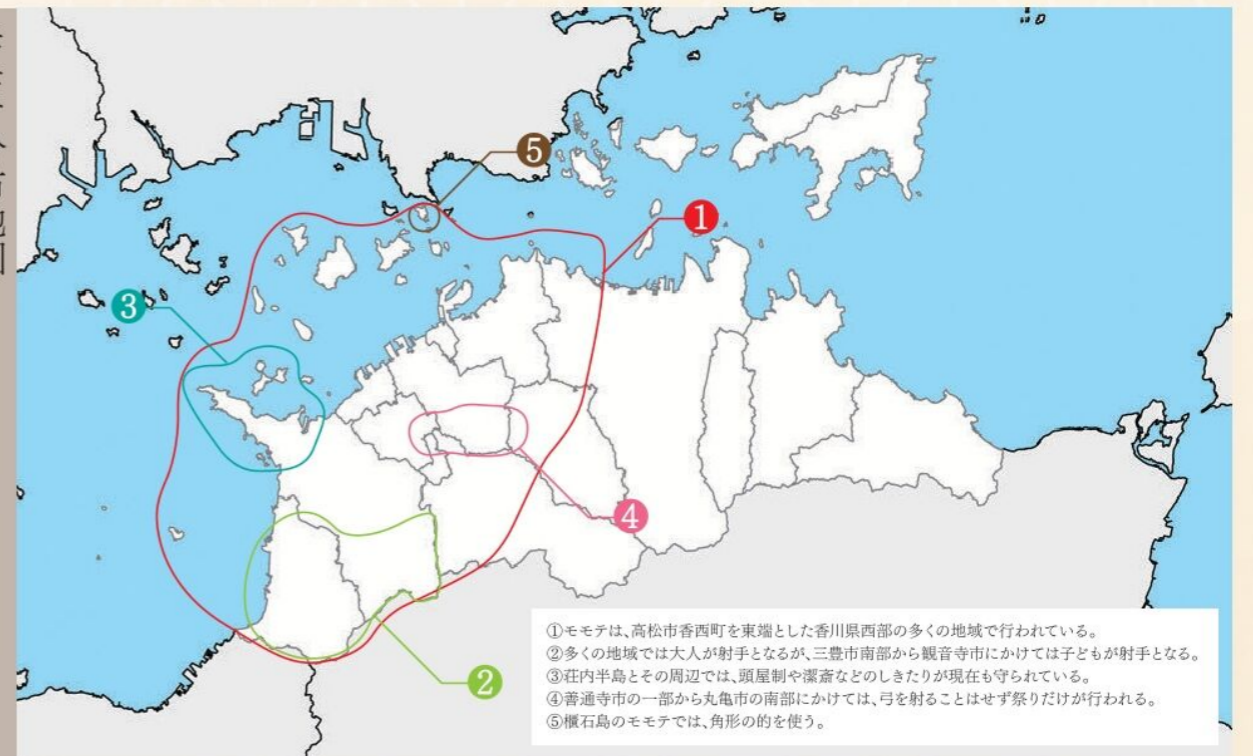 ⑤
①
③
④
②
①モモテは、高松市香西町を東端とした香川県西部の多くの地域で行われている。
②多くの地域では大人が射手となるが、三豊市南部から観音寺市にかけては子どもが射手となる。
③荘内半島とその周辺では、頭屋制や潔斎などのしきたりが現在も守られている。
④善通寺市の一部から丸亀市の南部にかけては、弓を射ることはせず祭りだけが行われる。
⑤櫃石島のモモテでは、角形の的を使う。